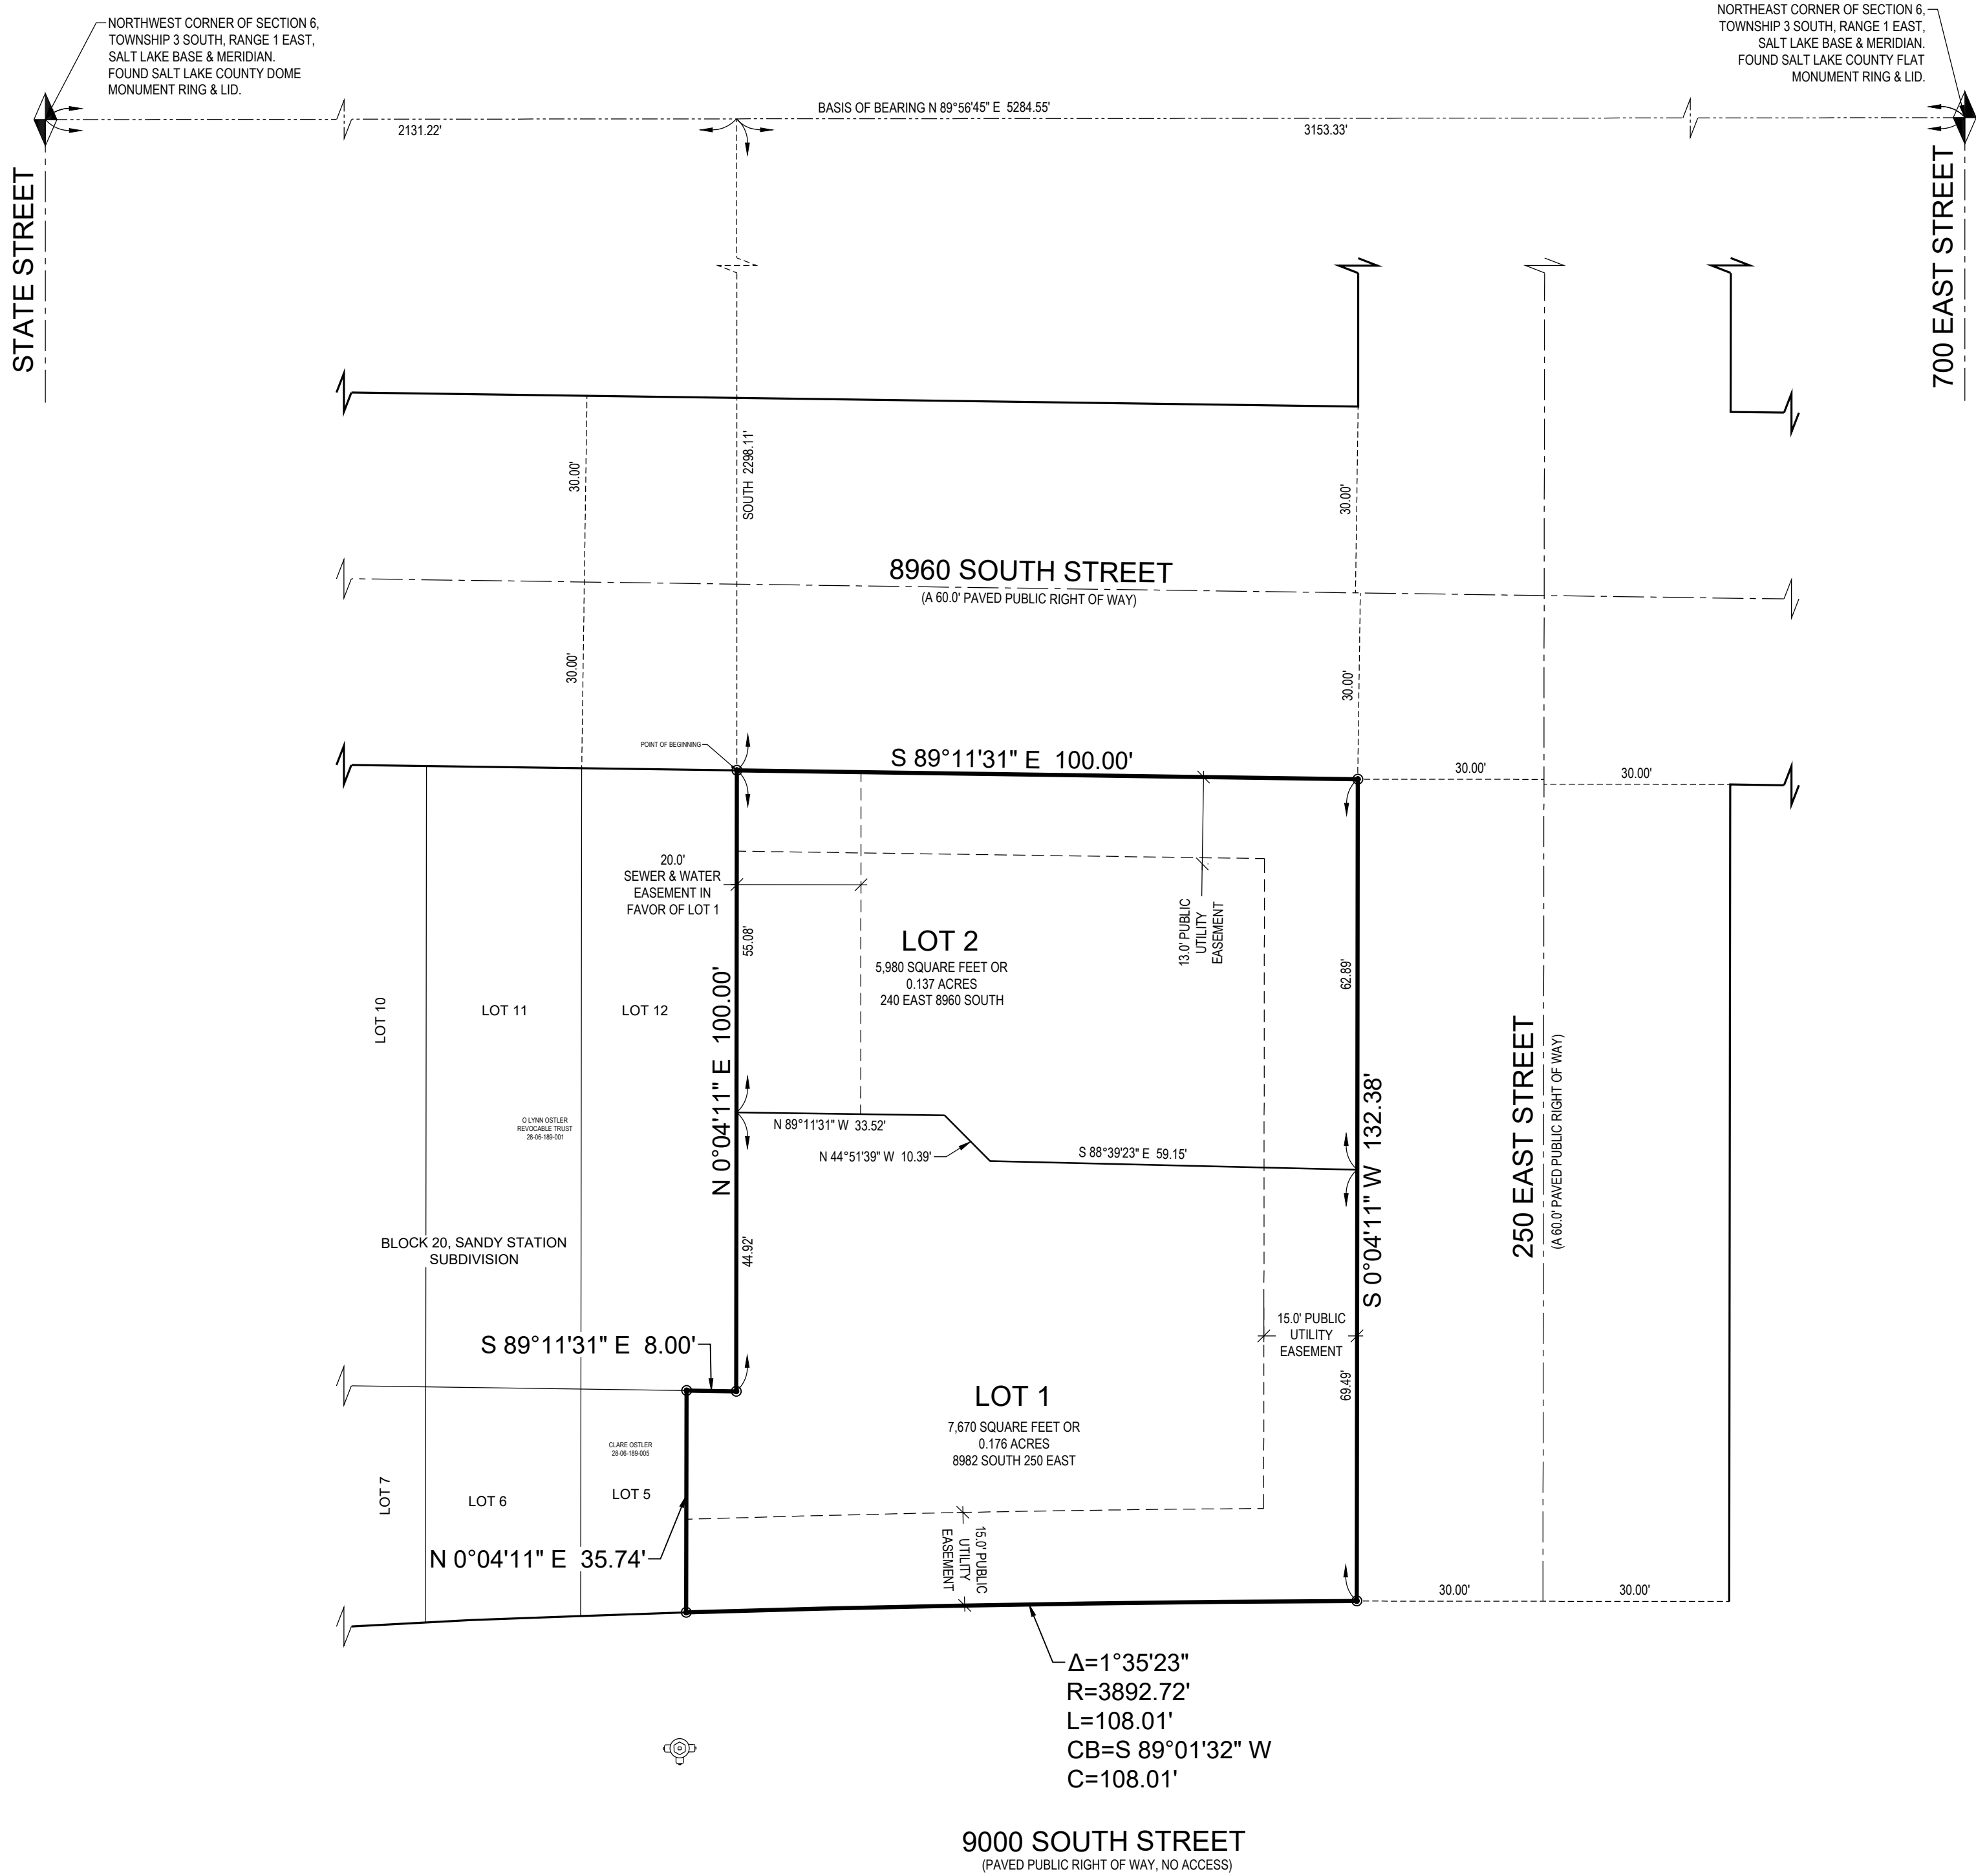 NORTHWEST CORNER OF SECTION 6,
TOWNSHIP 3 SOUTH, RANGE 1 EAST,
SALT LAKE BASE & MERIDIAN.
FOUND SALT LAKE COUNTY DOME
MONUMENT RING & LID.
NORTHEAST CORNER OF SECTION 6,
TOWNSHIP 3 SOUTH, RANGE 1 EAST,
SALT LAKE BASE & MERIDIAN.
FOUND SALT LAKE COUNTY FLAT
MONUMENT RING & LID.
BASIS OF BEARING N 89°56'45" E 5284.55'
2131.22'
3153.33'
STATE STREET
700 EAST STREET
SOUTH 2298.11'
30.00'
30.00'
8960 SOUTH STREET
(A 60.0' PAVED PUBLIC RIGHT OF WAY)
30.00'
30.00'
POINT OF BEGINNING
S 89°11'31" E 100.00'
30.00'
30.00'
20.0'
SEWER & WATER
EASEMENT IN
FAVOR OF LOT 1
55.08'
13.0' PUBLIC
UTILITY
EASEMENT
LOT 2
5,980 SQUARE FEET OR
0.137 ACRES
240 EAST 8960 SOUTH
62.89'
LOT 10
LOT 11
LOT 12
N 0°04'11" E 100.00'
O LYNN OSTLER
REVOCABLE TRUST
28-06-189-001
N 89°11'31" W 33.52'
N 44°51'39" W 10.39'
S 88°39'23" E 59.15'
S 0°04'11" W 132.38'
250 EAST STREET
(A 60.0' PAVED PUBLIC RIGHT OF WAY)
BLOCK 20, SANDY STATION
SUBDIVISION
44.92'
S 89°11'31" E 8.00'
15.0' PUBLIC
UTILITY
EASEMENT
69.49'
LOT 1
7,670 SQUARE FEET OR
0.176 ACRES
8982 SOUTH 250 EAST
CLARE OSTLER
28-06-189-005
LOT 7
LOT 6
LOT 5
N 0°04'11" E 35.74'
15.0' PUBLIC
UTILITY
EASEMENT
30.00'
30.00'
Δ=1°35'23"
R=3892.72'
L=108.01'
CB=S 89°01'32" W
C=108.01'
9000 SOUTH STREET
(PAVED PUBLIC RIGHT OF WAY, NO ACCESS)